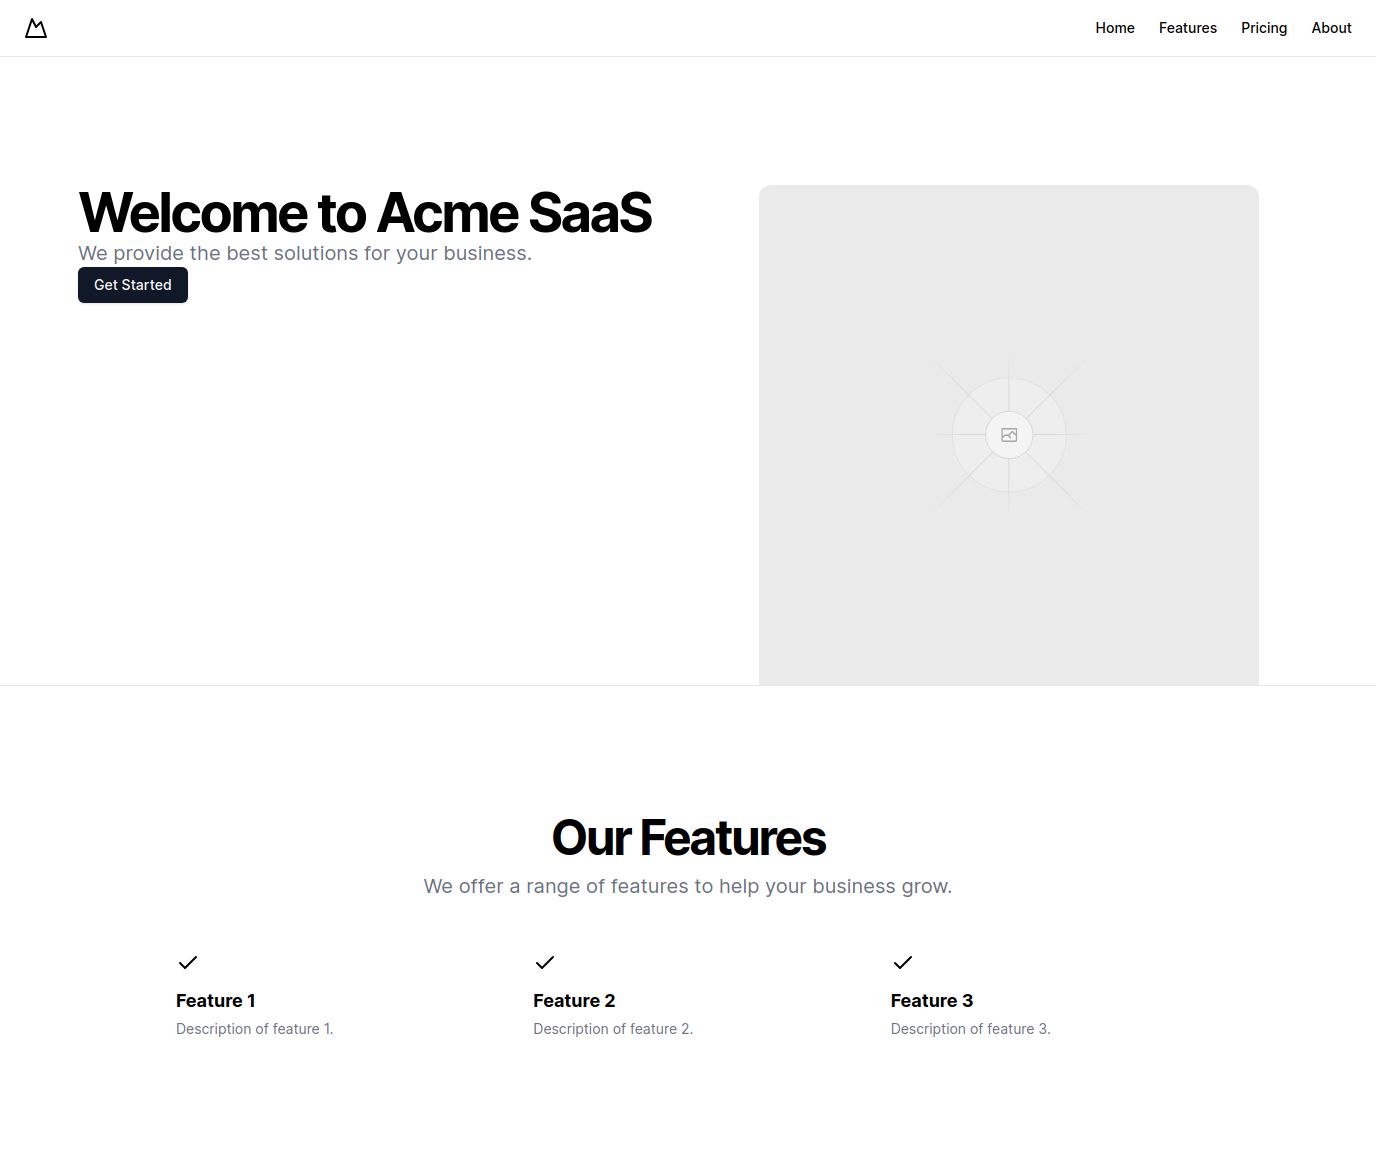 Home Features Pricing About
Welcome to Acme SaaS
We provide the best solutions for your business.
Get Started
Our Features
We offer a range of features to help your business grow.
Feature 1
Description of feature 1.
Feature 2
Description of feature 2.
Feature 3
Description of feature 3.